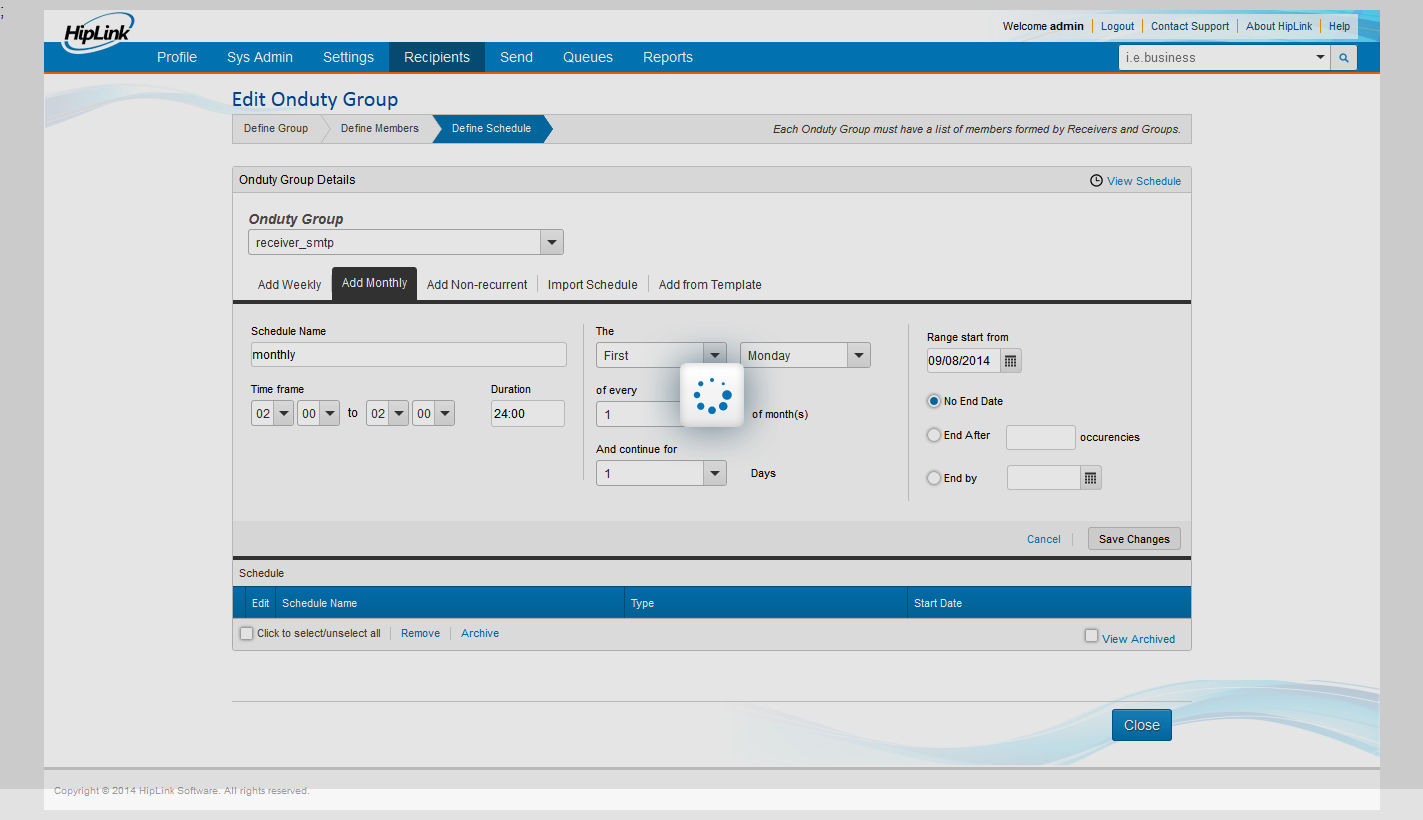 ;
HipLink
Welcome admin Logout Contact Support About HipLink Help
Profile Sys Admin Settings Recipients Send Queues Reports i.e.business
Edit Onduty Group
Define Group Define Members Define Schedule Each Onduty Group must have a list of members formed by Receivers and Groups.
Onduty Group Details View Schedule
Onduty Group
receiver_smtp
Add Weekly Add Monthly Add Non-recurrent Import Schedule Add from Template
Schedule Name
monthly
Time frame Duration
02 00 to 02 00 24:00
The
First Monday
of every
1 of month(s)
And continue for
1 Days
Range start from
09/08/2014
No End Date
End After occurencies
End by
Cancel Save Changes
Schedule
Edit Schedule Name Type Start Date
Click to select/unselect all Remove Archive View Archived
Close
Copyright © 2014 HipLink Software. All rights reserved.